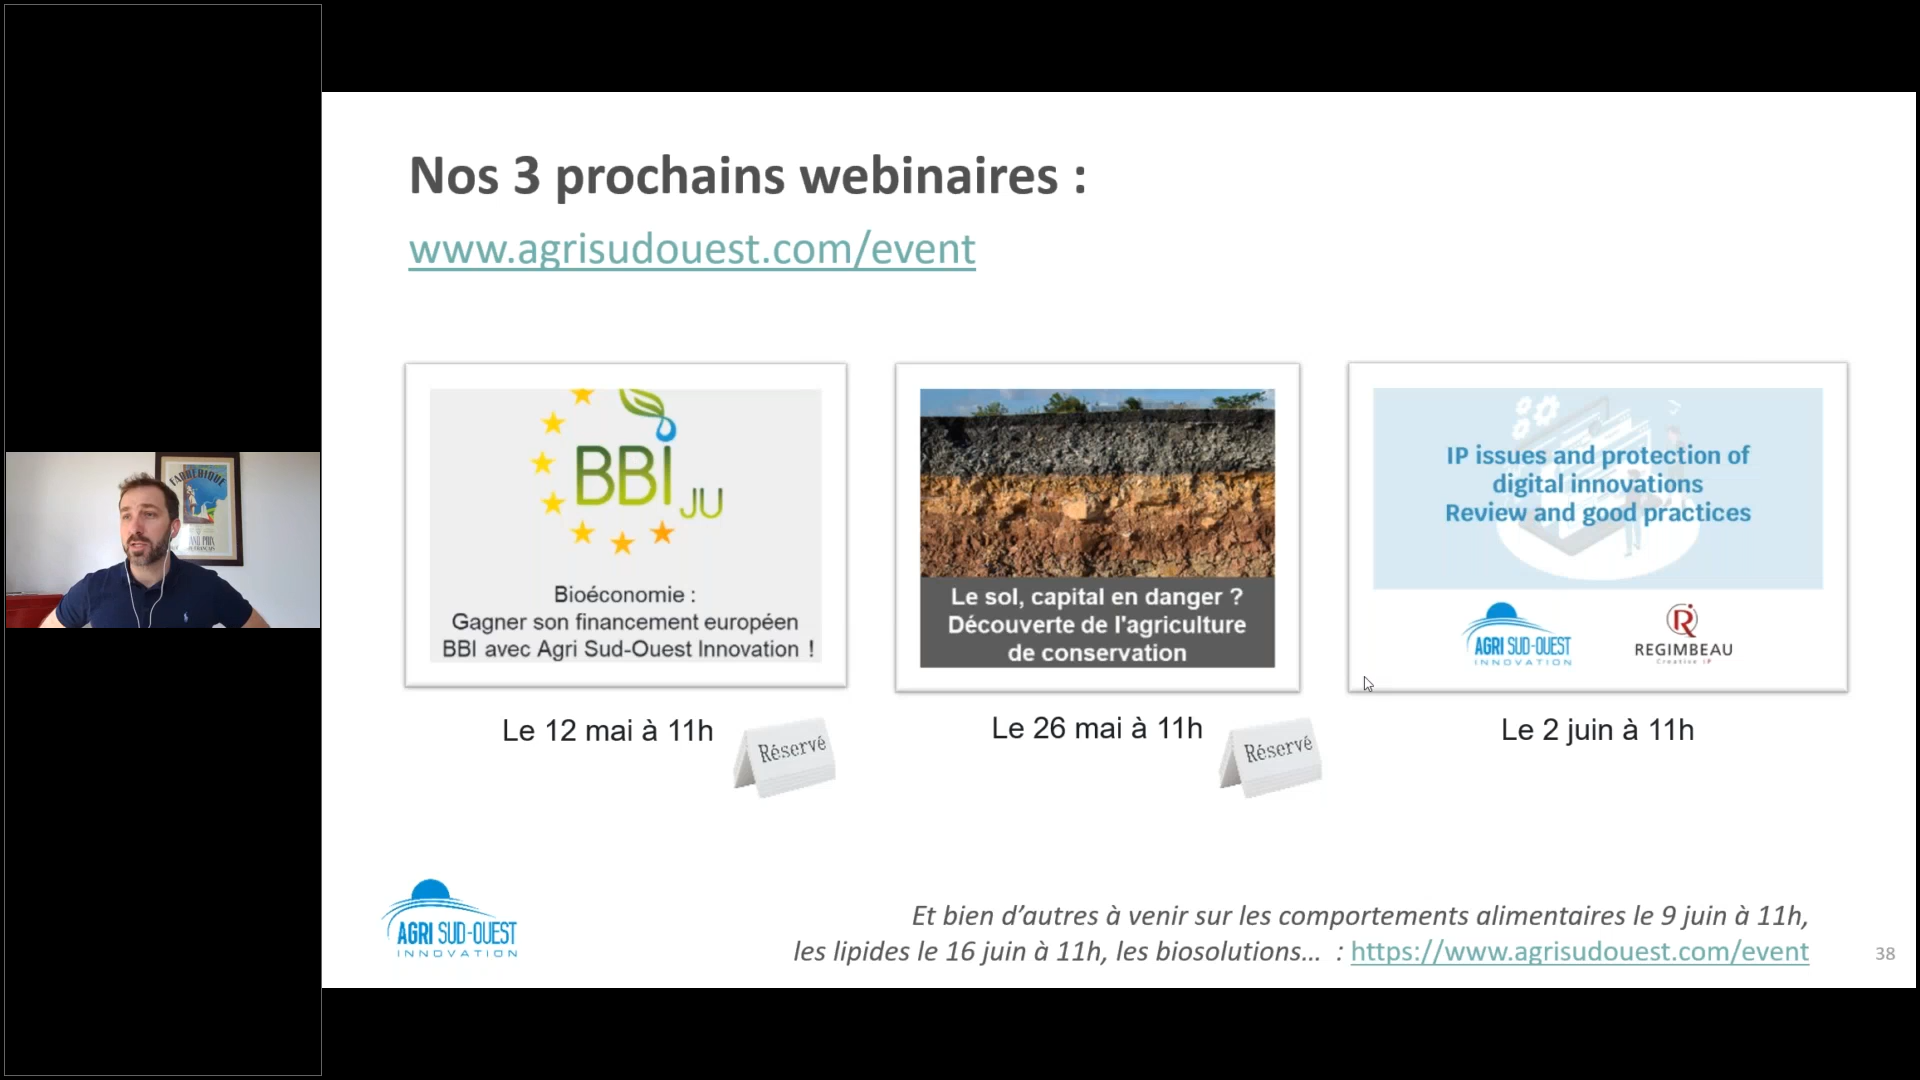 Nos 3 prochains webinaires :
www.agrisudouest.com/event
BBI JU
Bioéconomie :
Gagner son financement européen
BBI avec Agri Sud-Ouest Innovation !
Le 12 mai à 11h
Réservé
Le sol, capital en danger ?
Découverte de l'agriculture
de conservation
Le 26 mai à 11h
Réservé
IP issues and protection of
digital innovations
Review and good practices
AGRI SUD-OUEST
INNOVATION
REGIMBEAU
Creative IP
Le 2 juin à 11h
AGRI SUD-OUEST
INNOVATION
Et bien d’autres à venir sur les comportements alimentaires le 9 juin à 11h,
les lipides le 16 juin à 11h, les biosolutions… : https://www.agrisudouest.com/event
38